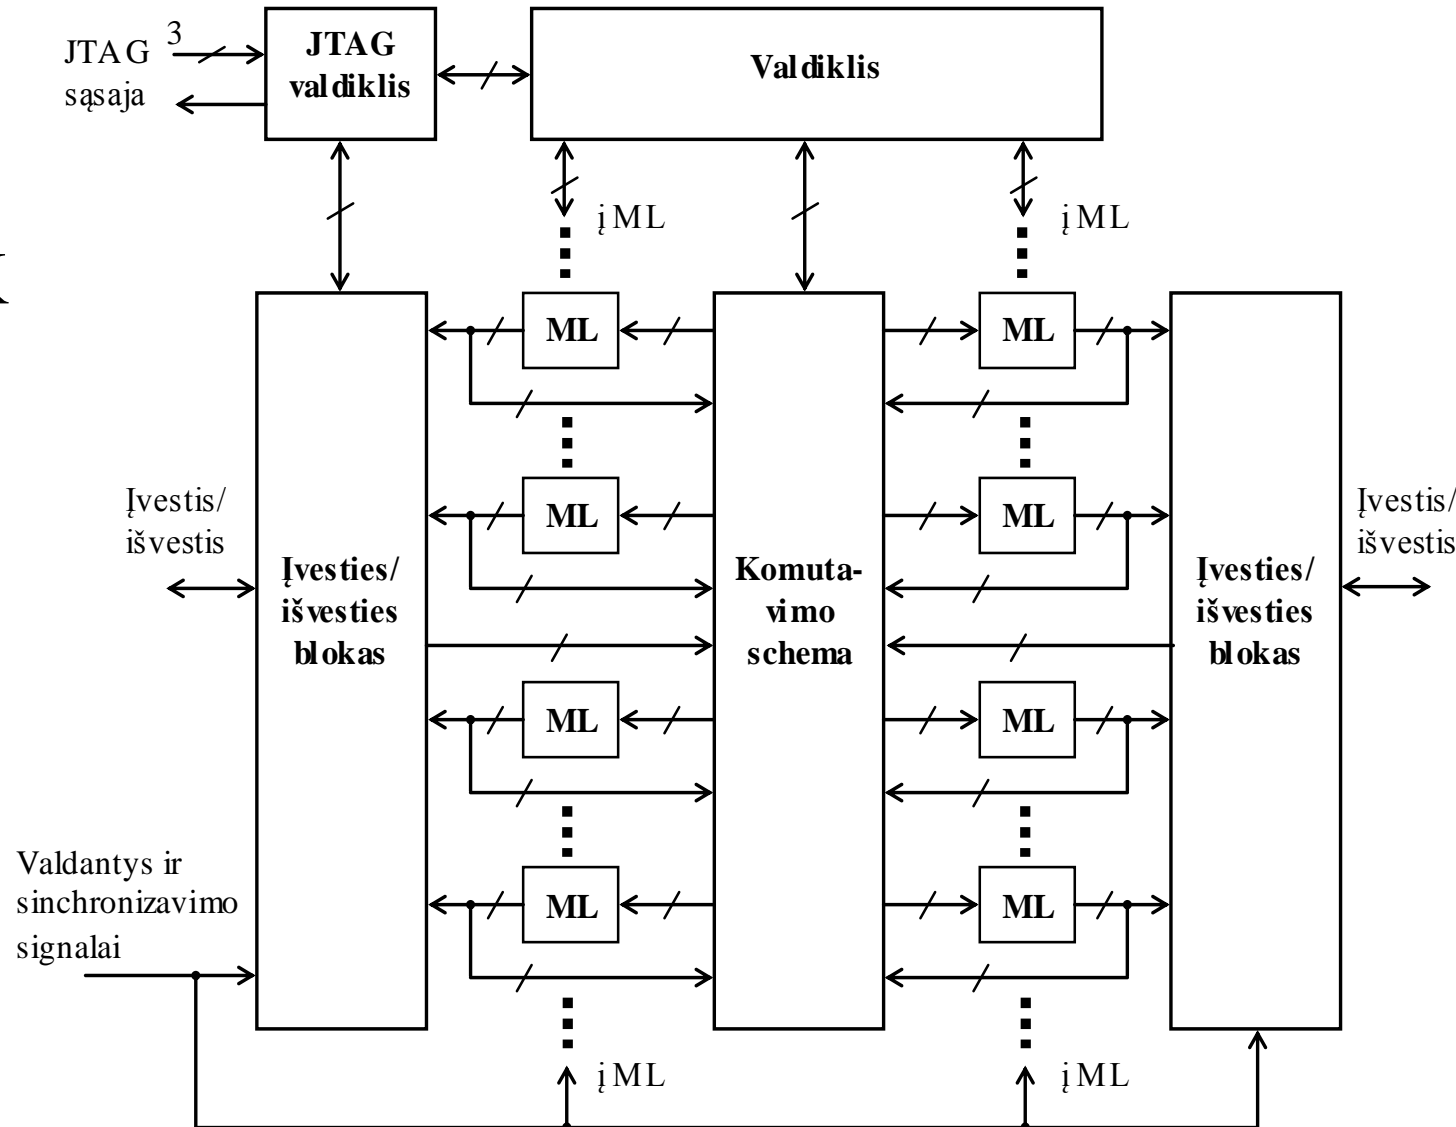 JTAG
sąsaja
3
JTAG
valdiklis
Valdiklis
į ML
į ML
ML
ML
ML
ML
Įvestis/
išvestis
Įvesties/
išvesties
blokas
Komuta-
vimo
schema
Įvesties/
išvesties
blokas
Įvestis/
išvestis
ML
ML
ML
ML
Valdantys ir
sinchronizavimo
signalai
į ML
į ML